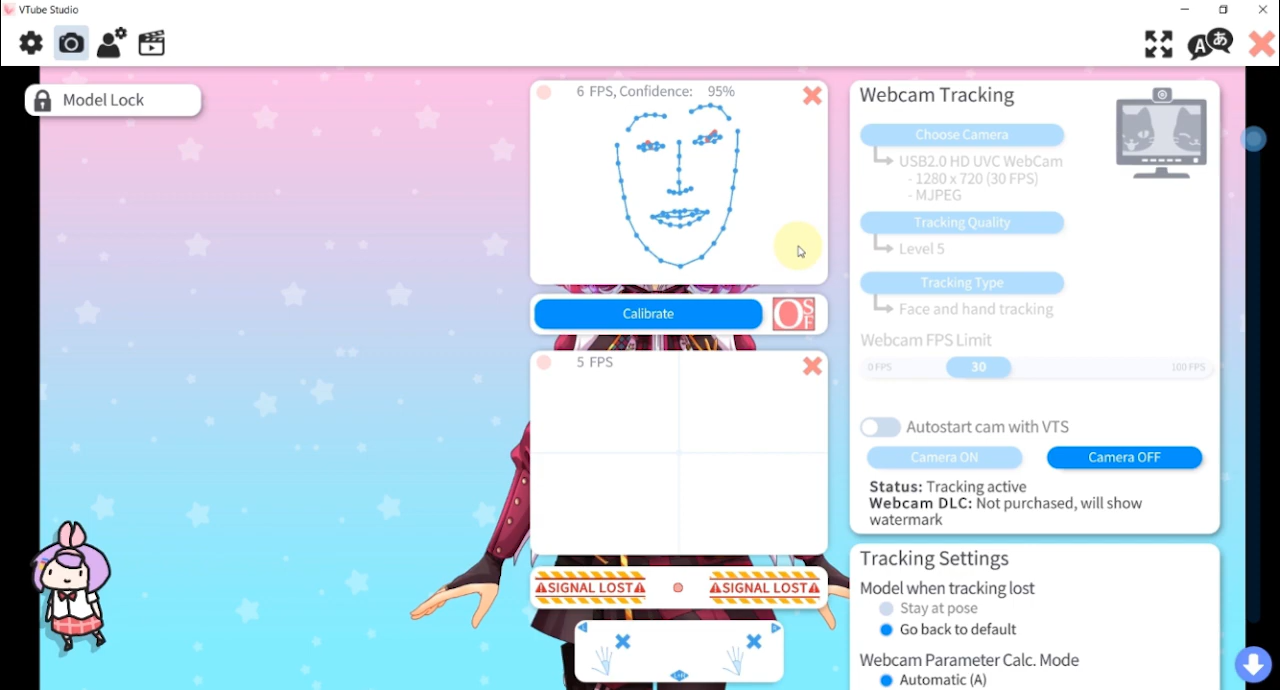 VTube Studio
A あ
Model Lock
6 FPS, Confidence: 95%
Calibrate
OSF
5 FPS
SIGNAL LOST
SIGNAL LOST
Webcam Tracking
Choose Camera
USB2.0 HD UVC WebCam
- 1280 x 720 (30 FPS)
- MJPEG
Tracking Quality
Level 5
Tracking Type
Face and hand tracking
Webcam FPS Limit
0 FPS 30 100 FPS
Autostart cam with VTS
Camera ON Camera OFF
Status: Tracking active
Webcam DLC: Not purchased, will show
watermark
Tracking Settings
Model when tracking lost
Stay at pose
Go back to default
Webcam Parameter Calc. Mode
Automatic (A)